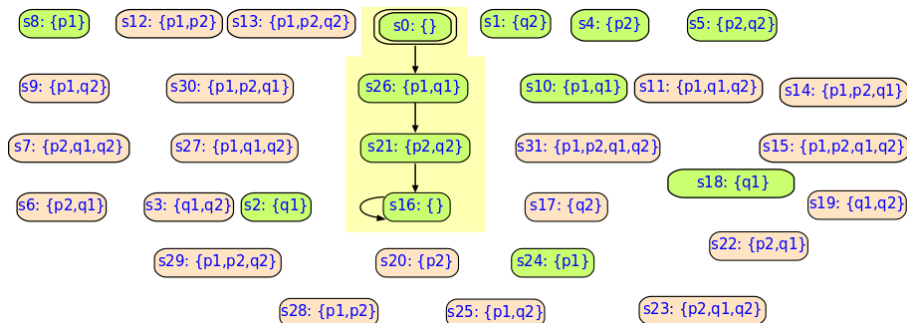 s8: {p1} s12: {p1,p2} s13: {p1,p2,q2} s0: {} s1: {q2} s4: {p2} s5: {p2,q2}
s9: {p1,q2} s30: {p1,p2,q1} s26: {p1,q1} s10: {p1,q1} s11: {p1,q1,q2} s14: {p1,p2,q1}
s7: {p2,q1,q2} s27: {p1,q1,q2} s21: {p2,q2} s31: {p1,p2,q1,q2} s15: {p1,p2,q1,q2}
s18: {q1}
s6: {p2,q1} s3: {q1,q2} s2: {q1} s16: {} s17: {q2} s19: {q1,q2}
s22: {p2,q1}
s29: {p1,p2,q2} s20: {p2} s24: {p1}
s28: {p1,p2} s25: {p1,q2} s23: {p2,q1,q2}